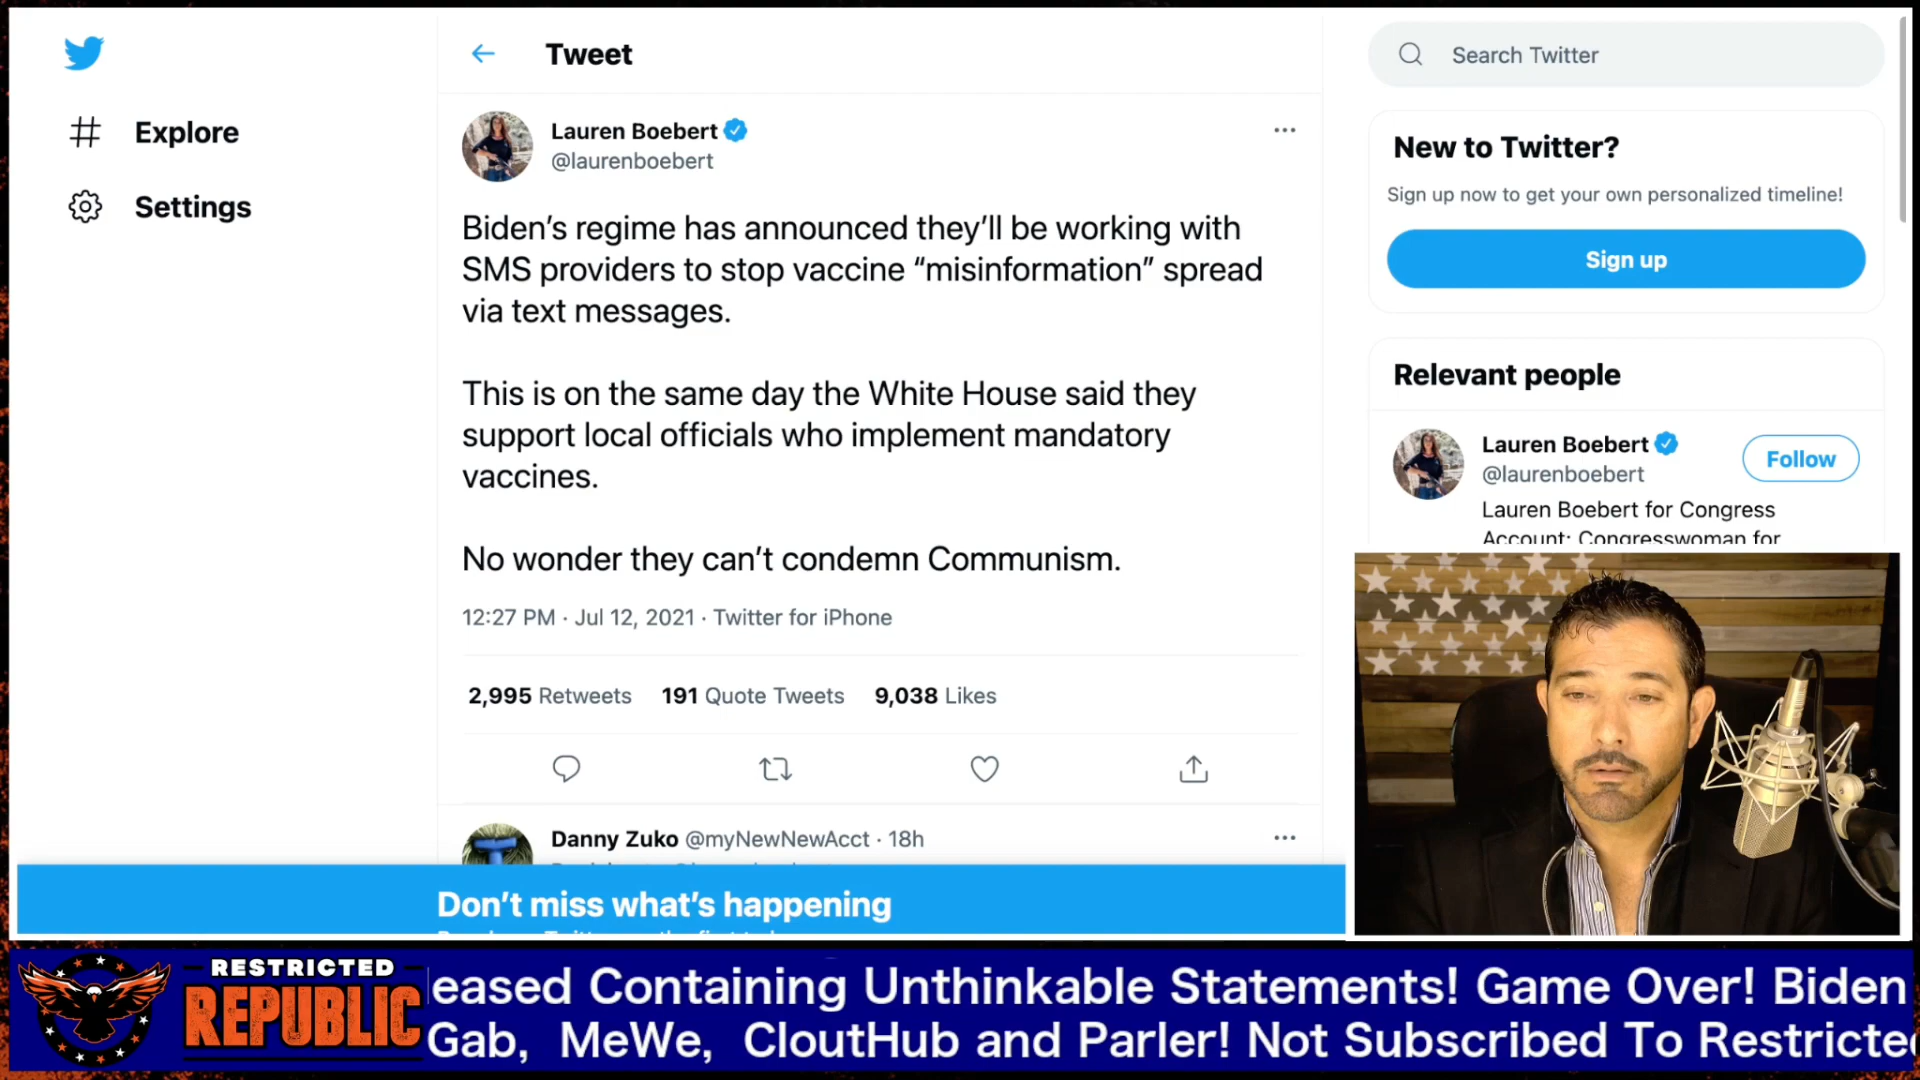 Tweet
Search Twitter
Explore
Settings
Lauren Boebert
@laurenboebert
Biden’s regime has announced they’ll be working with
SMS providers to stop vaccine “misinformation” spread
via text messages.
This is on the same day the White House said they
support local officials who implement mandatory
vaccines.
No wonder they can’t condemn Communism.
12:27 PM · Jul 12, 2021 · Twitter for iPhone
2,995 Retweets 191 Quote Tweets 9,038 Likes
Danny Zuko @myNewNewAcct · 18h
New to Twitter?
Sign up now to get your own personalized timeline!
Sign up
Relevant people
Lauren Boebert
@laurenboebert
Follow
Lauren Boebert for Congress
Account: Congresswoman for
Don’t miss what’s happening
RESTRICTED
REPUBLIC
eased Containing Unthinkable Statements! Game Over! Biden
Gab, MeWe, CloutHub and Parler! Not Subscribed To Restricted